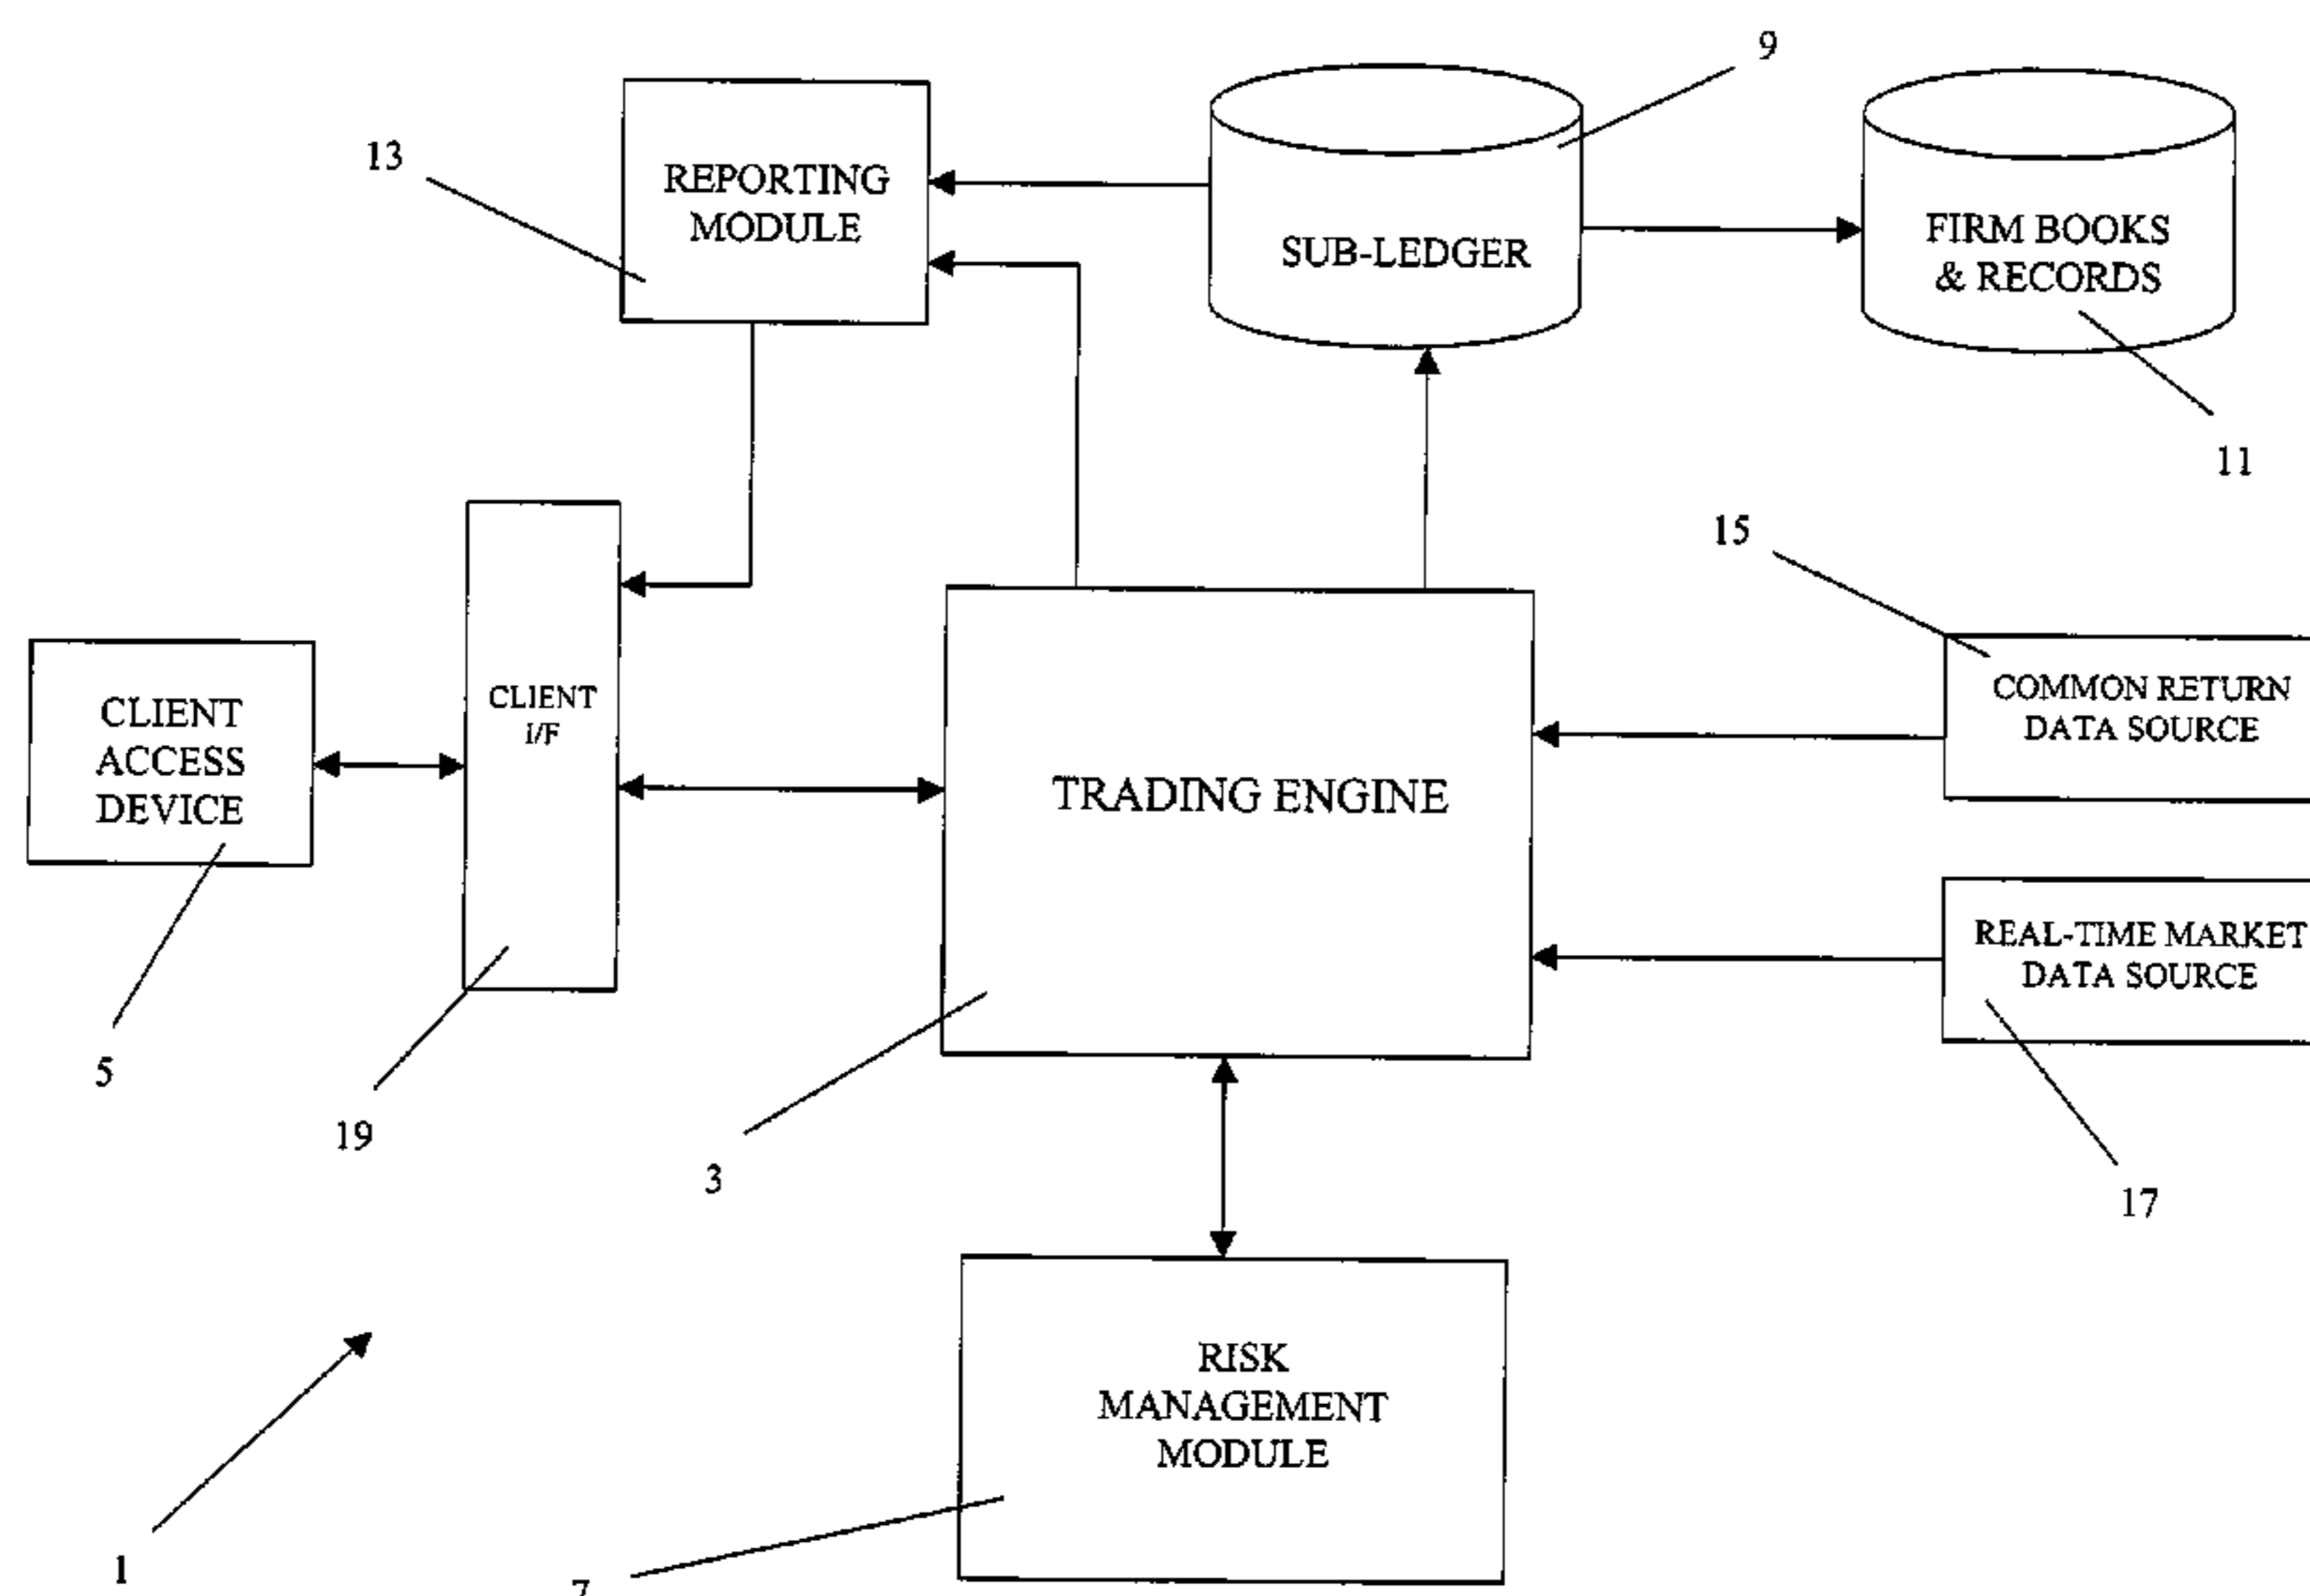 9
13
REPORTING
MODULE
SUB-LEDGER
FIRM BOOKS
& RECORDS
11
15
CLIENT
I/F
CLIENT
ACCESS
DEVICE
TRADING ENGINE
COMMON RETURN
DATA SOURCE
REAL-TIME MARKET
DATA SOURCE
5
19
3
17
RISK
MANAGEMENT
MODULE
1
7